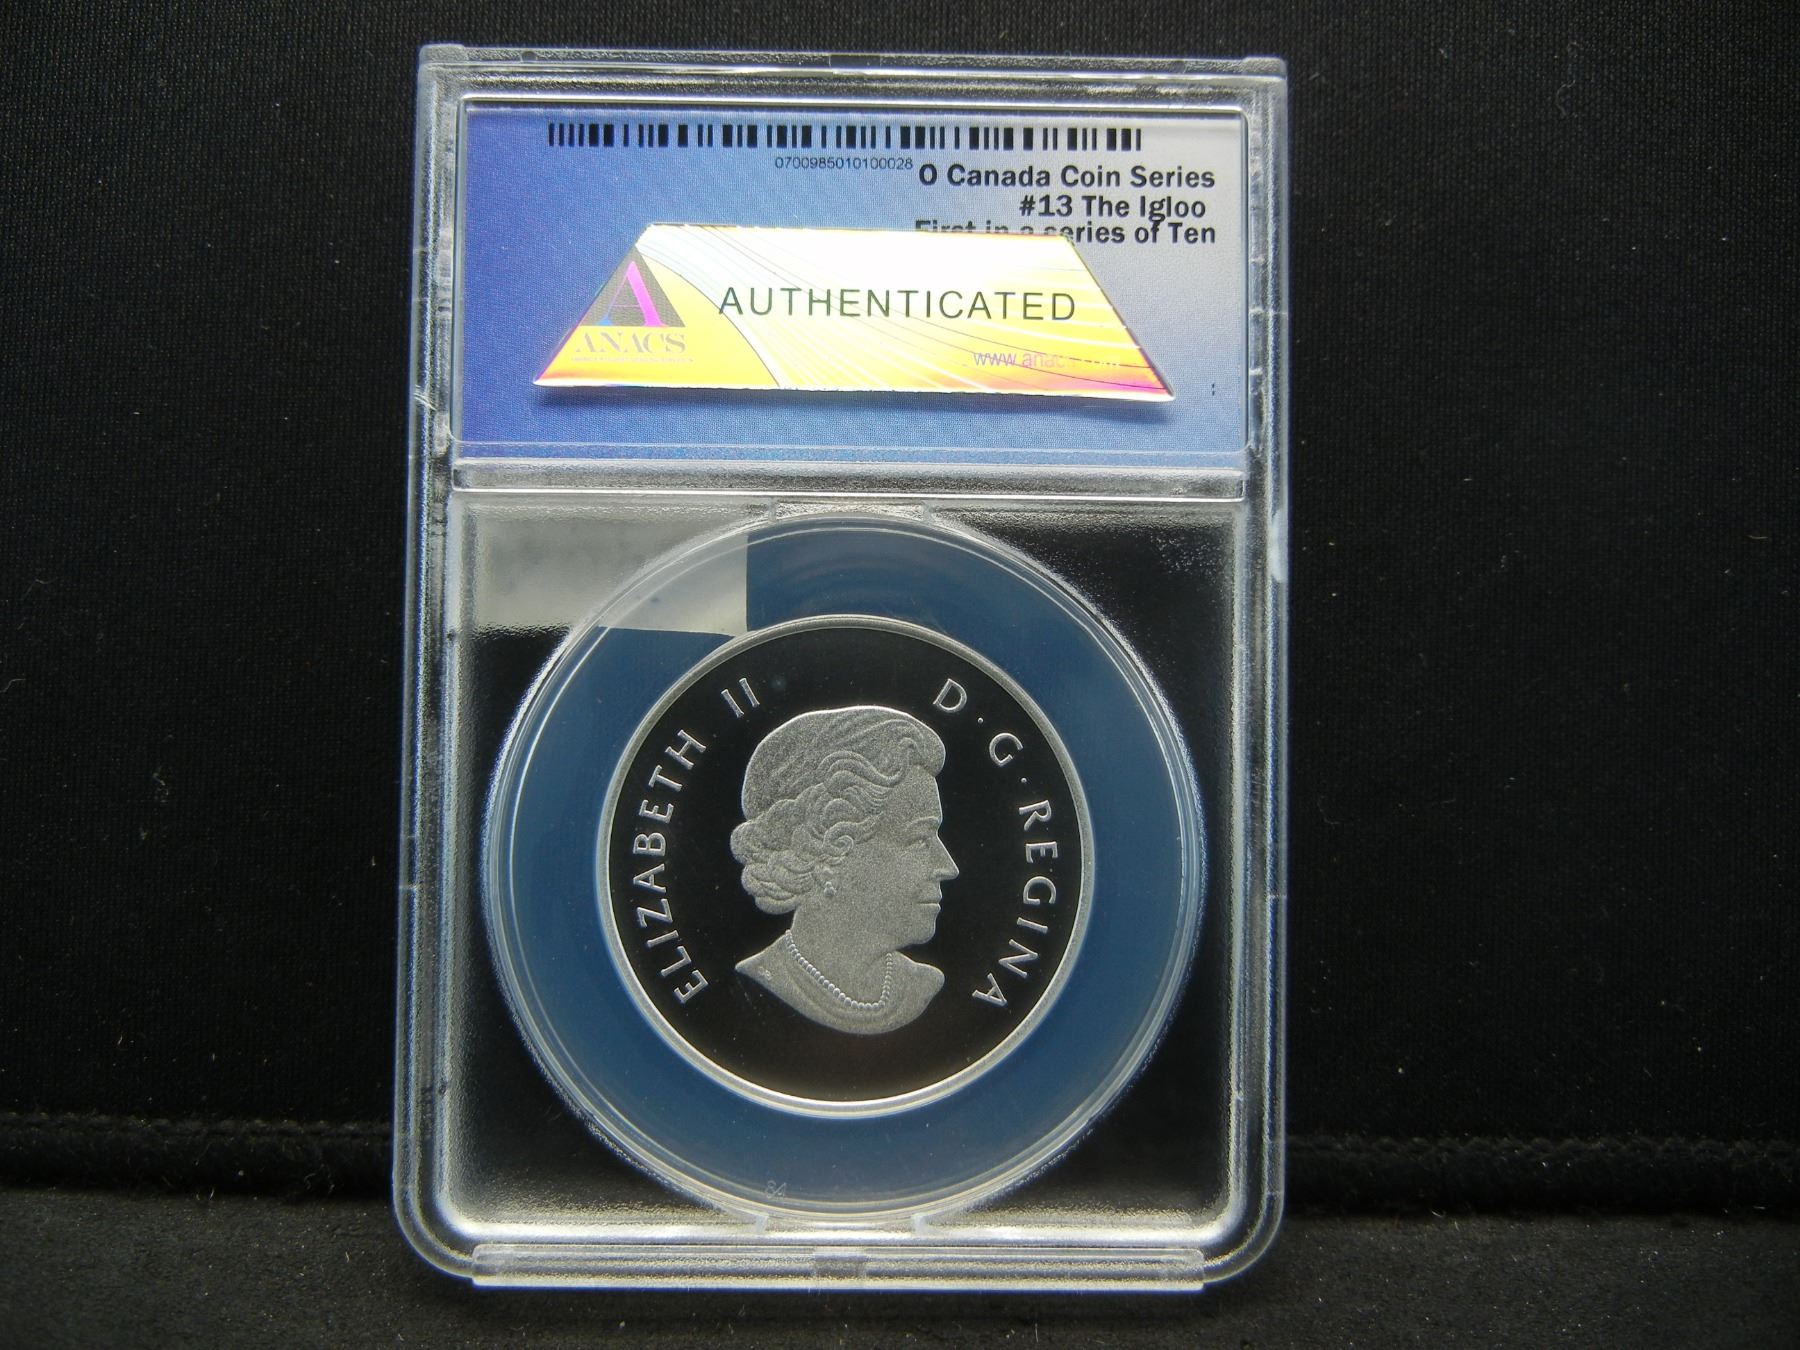 0700985010100028
O Canada Coin Series
#13 The Igloo
First in a series of Ten
AUTHENTICATED
ANACS
www.anacs.com
ELIZABETH II D·G·REGINA
84